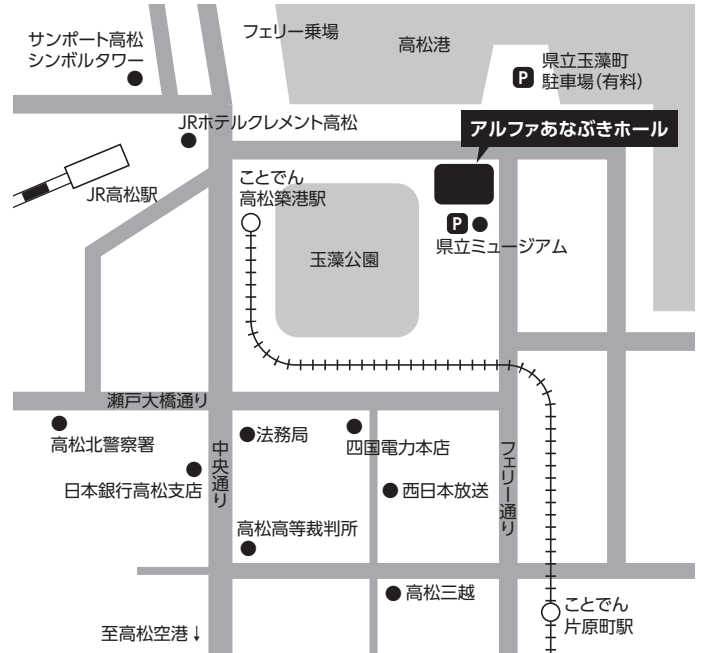 サンポート高松
シンボルタワー
フェリー乗場
高松港
P
県立玉藻町
駐車場（有料）
アルファあなぶきホール
JRホテルクレメント高松
JR高松駅
ことでん
高松築港駅
P
県立ミュージアム
玉藻公園
瀬戸大橋通り
高松北警察署
日本銀行高松支店
中央通り
法務局
四国電力本店
西日本放送
フェリー通り
高松高等裁判所
高松三越
ことでん
片原町駅
至高松空港↓